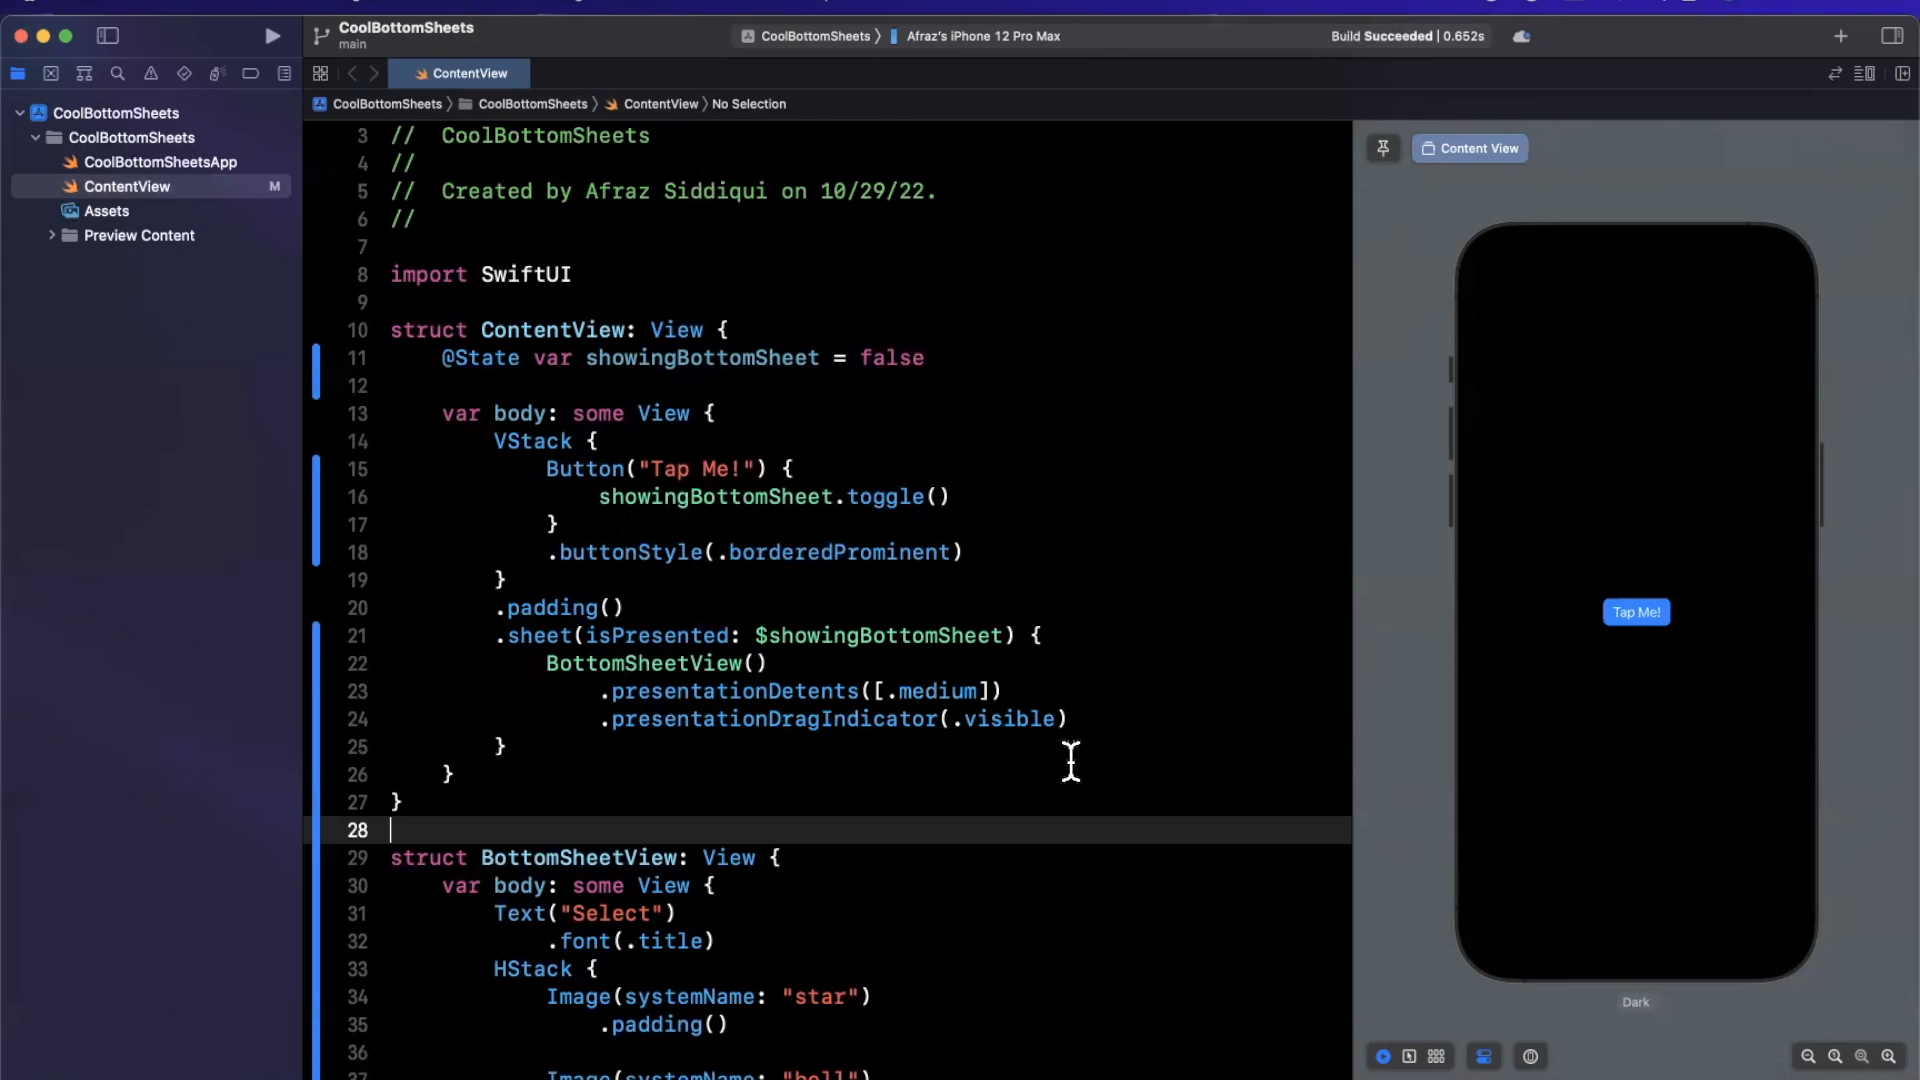 CoolBottomSheets
main
CoolBottomSheets 〉 Afraz's iPhone 12 Pro Max
Build Succeeded | 0.652s
ContentView
CoolBottomSheets 〉 CoolBottomSheets 〉 ContentView 〉 No Selection
CoolBottomSheets
CoolBottomSheets
CoolBottomSheetsApp
ContentView M
Assets
Preview Content
3 //  CoolBottomSheets
4 //
5 //  Created by Afraz Siddiqui on 10/29/22.
6 //
7
8 import SwiftUI
9
10 struct ContentView: View {
11     @State var showingBottomSheet = false
12
13     var body: some View {
14         VStack {
15             Button("Tap Me!") {
16                 showingBottomSheet.toggle()
17             }
18             .buttonStyle(.borderedProminent)
19         }
20         .padding()
21         .sheet(isPresented: $showingBottomSheet) {
22             BottomSheetView()
23                 .presentationDetents([.medium])
24                 .presentationDragIndicator(.visible)
25         }
26     }
27 }
28
29 struct BottomSheetView: View {
30     var body: some View {
31         Text("Select")
32             .font(.title)
33         HStack {
34             Image(systemName: "star")
35                 .padding()
36
37             Image(systemName: "bell")
Content View
Tap Me!
Dark